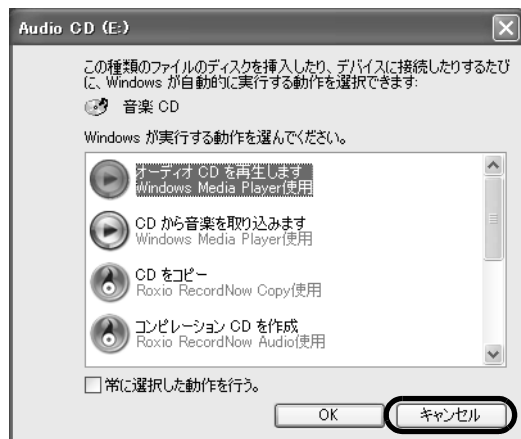 Audio CD (E:)
この種類のファイルのディスクを挿入したり、デバイスに接続したりするたび
に、Windows が自動的に実行する動作を選択できます:
音楽 CD
Windows が実行する動作を選んでください。
オーディオ CD を再生します
Windows Media Player使用
CD から音楽を取り込みます
Windows Media Player使用
CD をコピー
Roxio RecordNow Copy使用
コンピレーション CD を作成
Roxio RecordNow Audio使用
常に選択した動作を行う。
OK
キャンセル